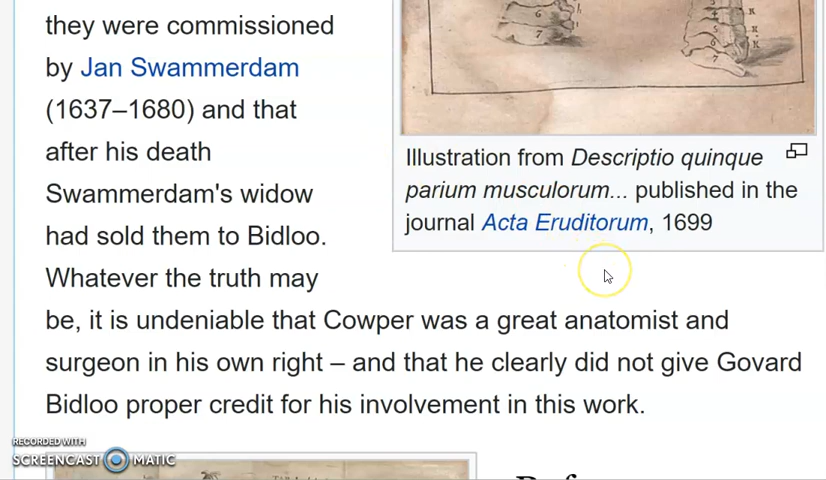 they were commissioned
by Jan Swammerdam
(1637–1680) and that
after his death
Swammerdam's widow
had sold them to Bidloo.
Whatever the truth may
be, it is undeniable that Cowper was a great anatomist and
surgeon in his own right – and that he clearly did not give Govard
Bidloo proper credit for his involvement in this work.
6
7
7
Illustration from Descriptio quinque
parium musculorum... published in the
journal Acta Eruditorum, 1699
RECORDED WITH
SCREENCAST MATIC